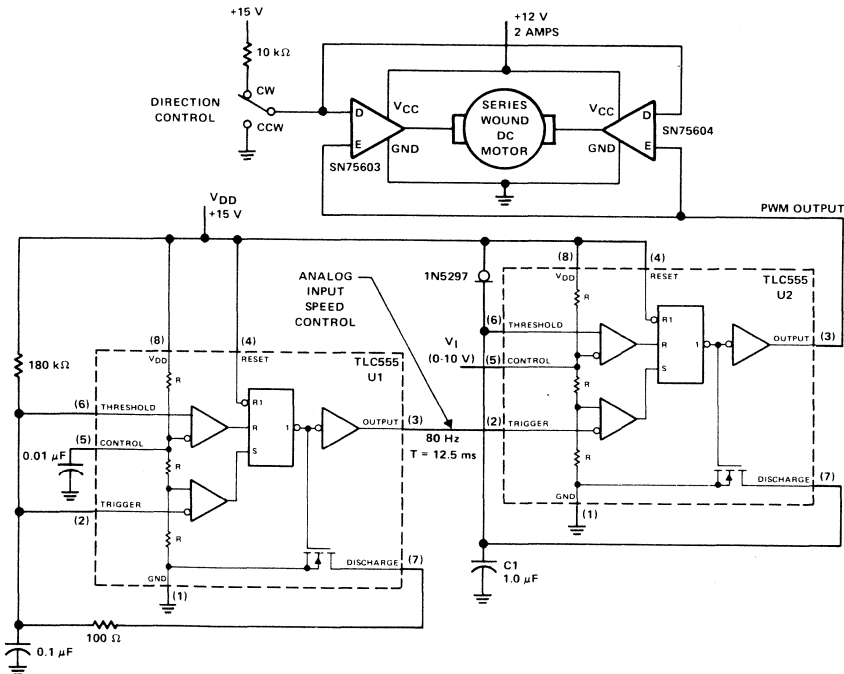 +15 V
10 kΩ
CW
DIRECTION
CONTROL
CCW
+12 V
2 AMPS
D
E
VCC
GND
SN75603
SERIES
WOUND
DC
MOTOR
VCC
GND
D
E
SN75604
PWM OUTPUT
VDD
+15 V
180 kΩ
(8)
VDD
(4)
RESET
TLC555
U1
R
(6)
THRESHOLD
R1
R
S
1
OUTPUT
(3)
(5)
CONTROL
0.01 μF
R
(2)
TRIGGER
R
GND
(1)
DISCHARGE
(7)
100 Ω
0.1 μF
ANALOG
INPUT
SPEED
CONTROL
80 Hz
T = 12.5 ms
1N5297
(8)
VDD
(4)
RESET
TLC555
U2
R
(6)
THRESHOLD
R1
R
S
1
OUTPUT
(3)
VI
(0-10 V)
(5)
CONTROL
R
(2)
TRIGGER
R
GND
(1)
DISCHARGE
(7)
C1
1.0 μF